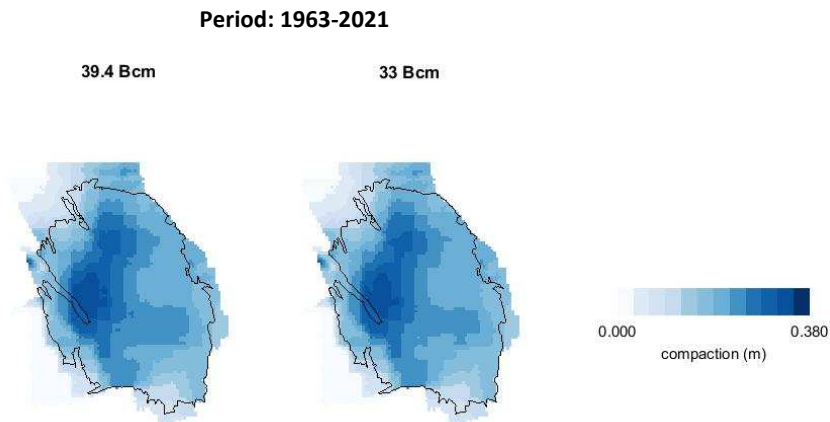 Period: 1963-2021
39.4 Bcm
33 Bcm
0.000
0.380
compaction (m)